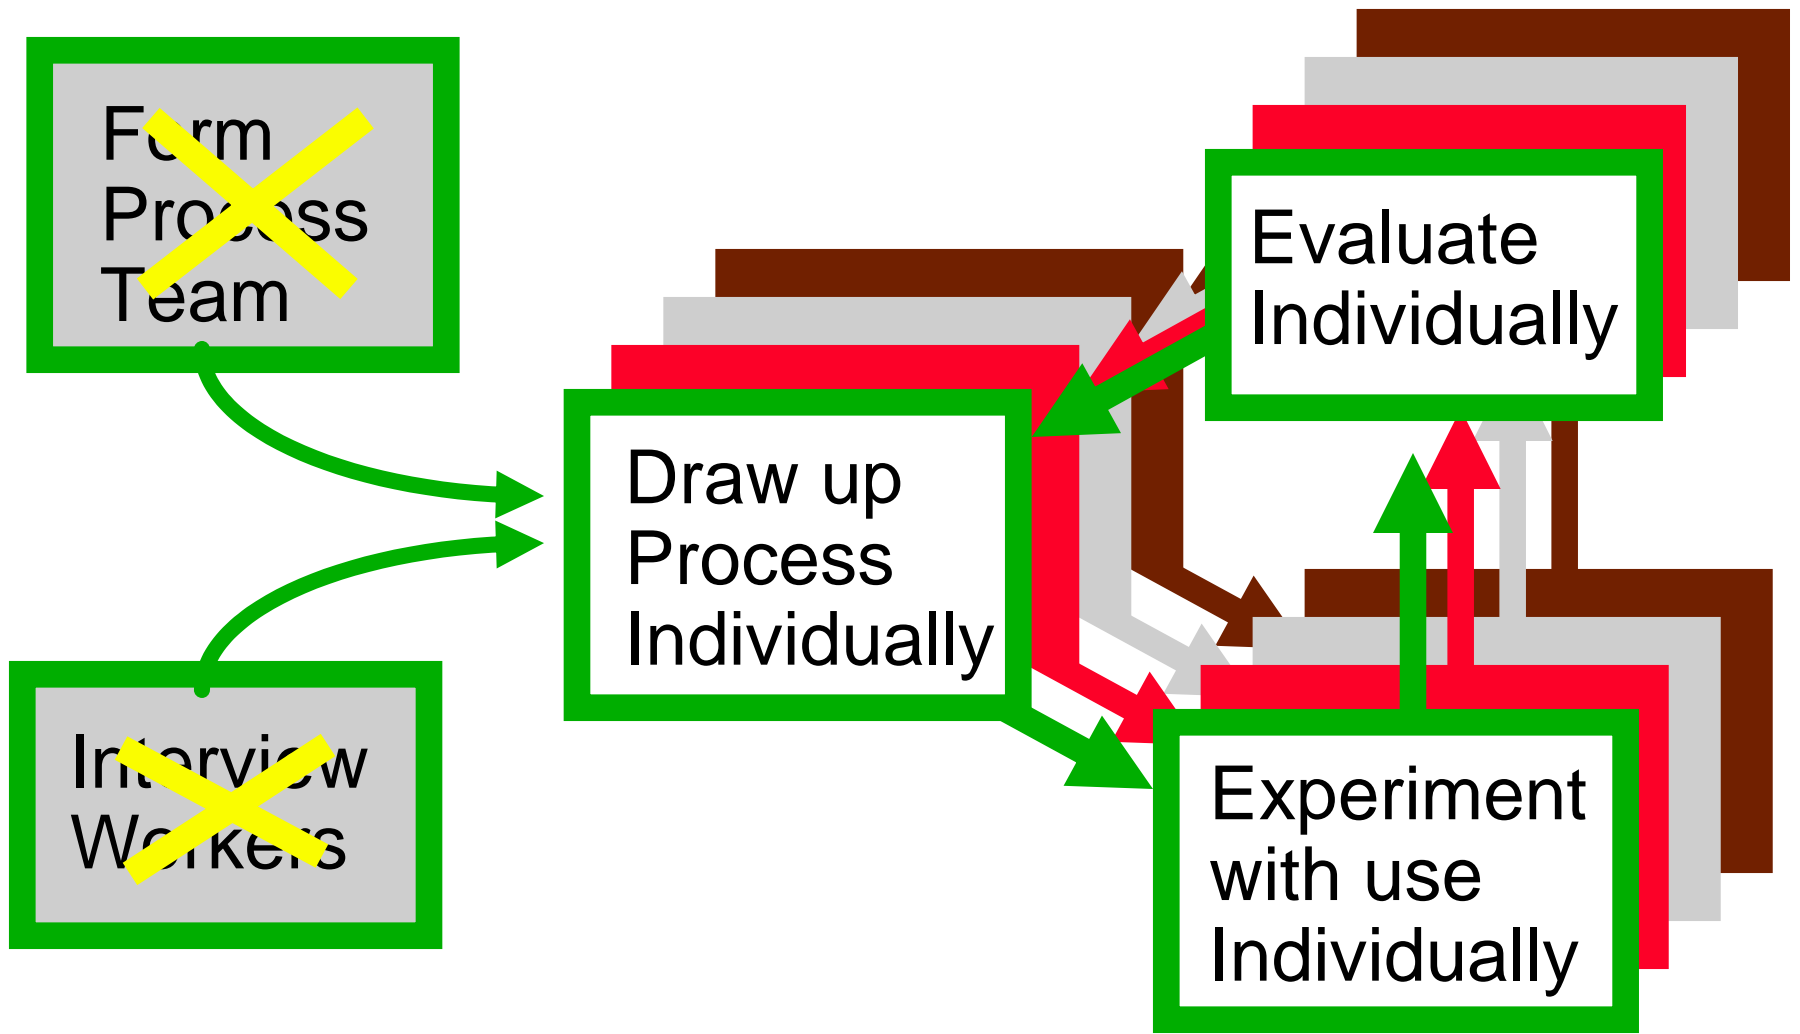 Form
Process
Team
Interview
Workers
Draw up
Process
Individually
Evaluate
Individually
Experiment
with use
Individually